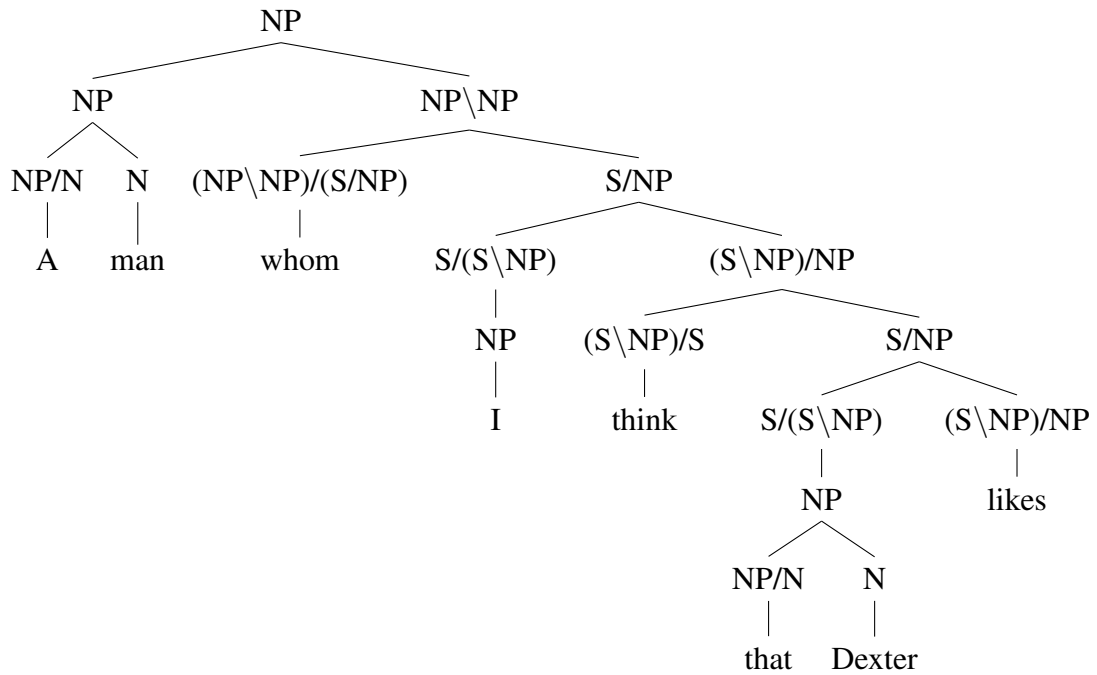 NP
NP NP\NP
NP/N N (NP\NP)/(S/NP) S/NP
A man whom S/(S\NP) (S\NP)/NP
NP (S\NP)/S S/NP
I think S/(S\NP) (S\NP)/NP
NP likes
NP/N N
that Dexter